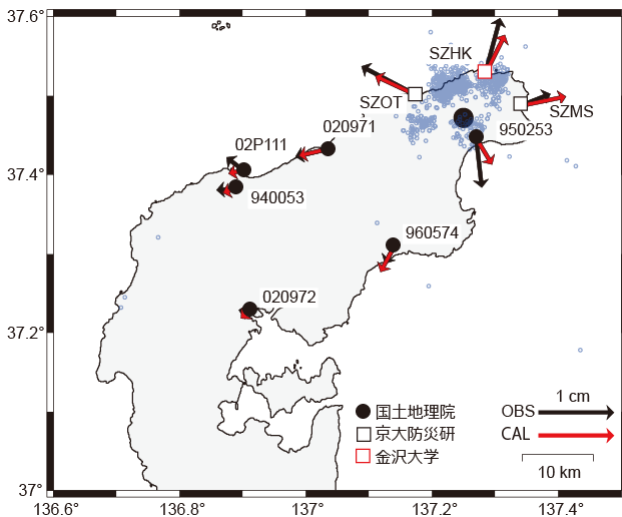 37.6°
SZHK
SZOT
SZMS
020971
950253
02P111
37.4°
940053
960574
020972
37.2°
1 cm
国土地理院
OBS
京大防災研
CAL
金沢大学
10 km
37°
136.6°
136.8°
137°
137.2°
137.4°